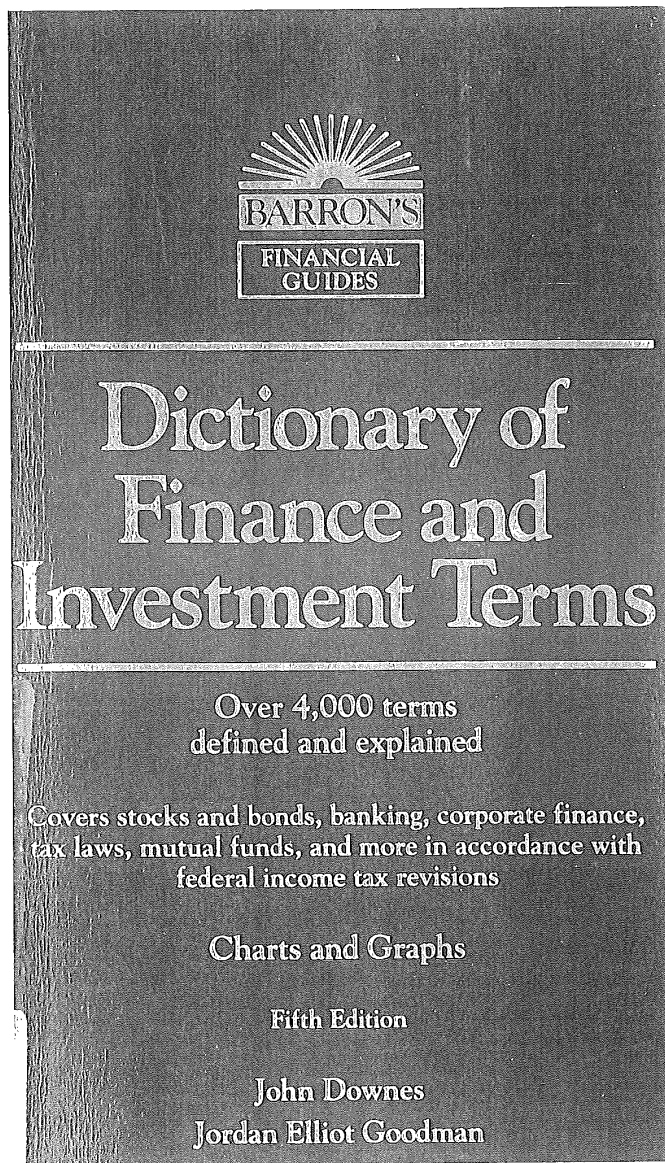 BARRON'S
FINANCIAL
GUIDES
Dictionary of
Finance and
Investment Terms
Over 4,000 terms
defined and explained
Covers stocks and bonds, banking, corporate finance,
tax laws, mutual funds, and more in accordance with
federal income tax revisions
Charts and Graphs
Fifth Edition
John Downes
Jordan Elliot Goodman